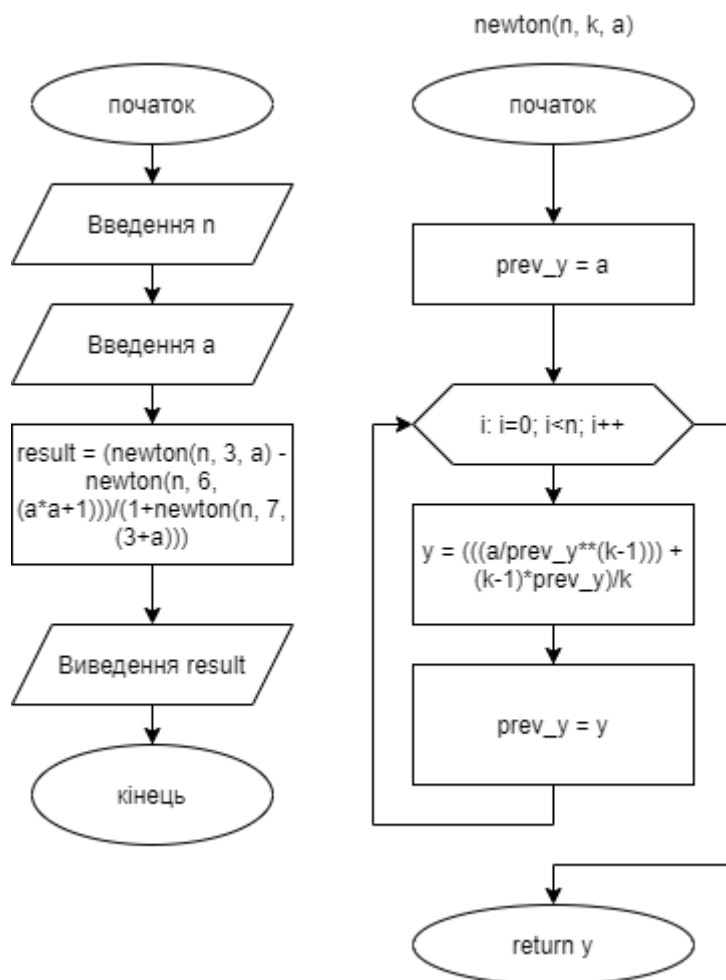 початок
Введення n
Введення a
result = (newton(n, 3, a) -
newton(n, 6,
(a*a+1)))/(1+newton(n, 7,
(3+a)))
Виведення result
кінець
newton(n, k, a)
початок
prev_y = a
i: i=0; i<n; i++
y = (((a/prev_y**(k-1))) +
(k-1)*prev_y)/k
prev_y = y
return y